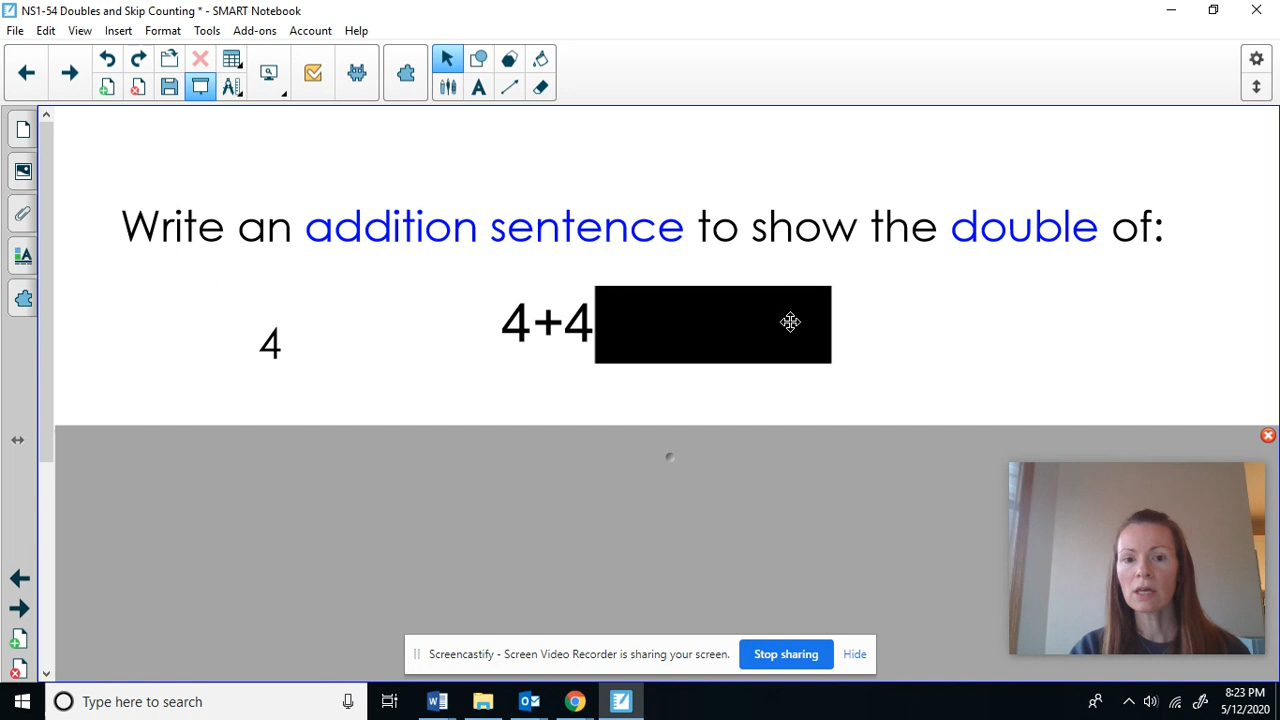 NS1-54 Doubles and Skip Counting * - SMART Notebook
File Edit View Insert Format Tools Add-ons Account Help
Write an addition sentence to show the double of:
4+4
4
Screencastify - Screen Video Recorder is sharing your screen.
Stop sharing
Hide
Type here to search
8:23 PM
5/12/2020